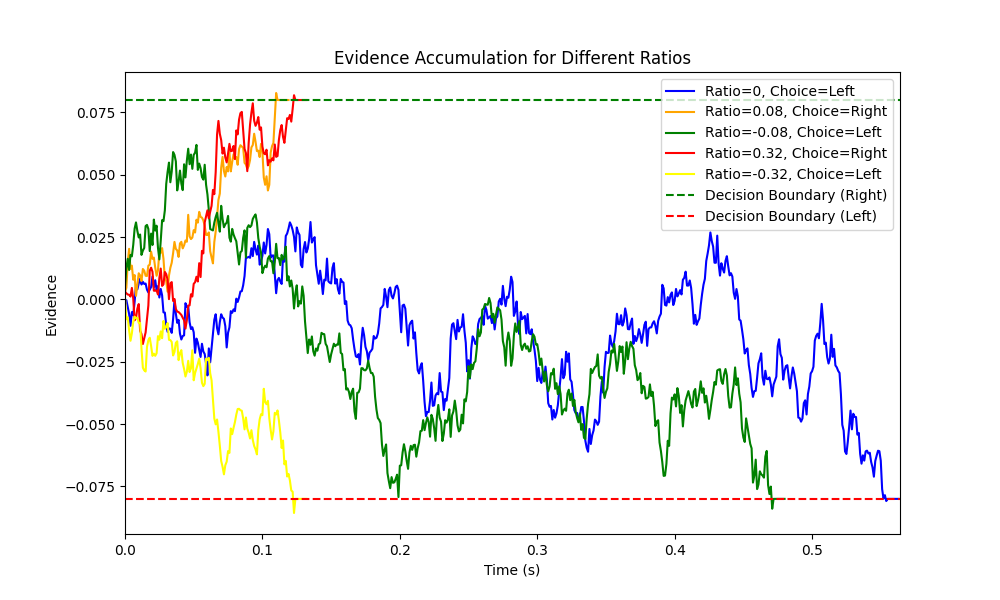 Evidence Accumulation for Different Ratios
Ratio=0, Choice=Left
Ratio=0.08, Choice=Right
Ratio=-0.08, Choice=Left
Ratio=0.32, Choice=Right
Ratio=-0.32, Choice=Left
Decision Boundary (Right)
Decision Boundary (Left)
Evidence
0.075
0.050
0.025
0.000
−0.025
−0.050
−0.075
0.0 0.1 0.2 0.3 0.4 0.5
Time (s)